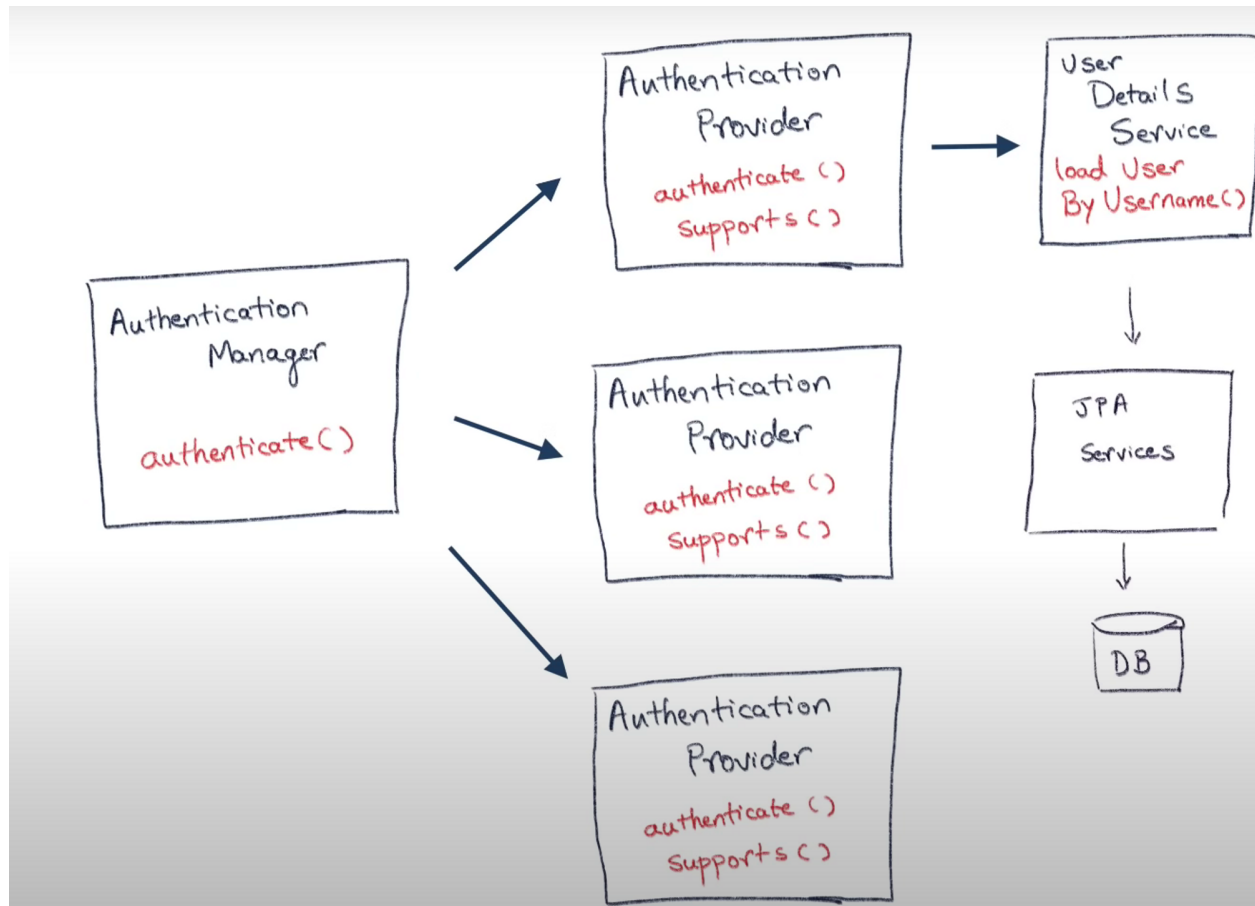 Authentication
Manager
authenticate()
Authentication
Provider
authenticate ()
supports()
User
Details
Service
load User
By Username()
Authentication
Provider
authenticate ()
supports()
JPA
Services
DB
Authentication
Provider
authenticate ()
supports()